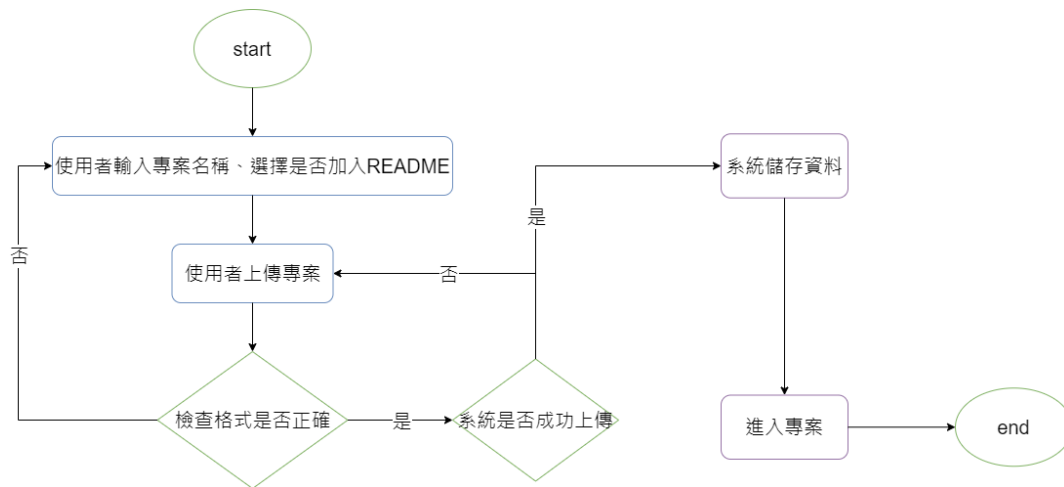 start
使用者輸入專案名稱、選擇是否加入README
系統儲存資料
是
否
使用者上傳專案
否
檢查格式是否正確
是
系統是否成功上傳
進入專案
end